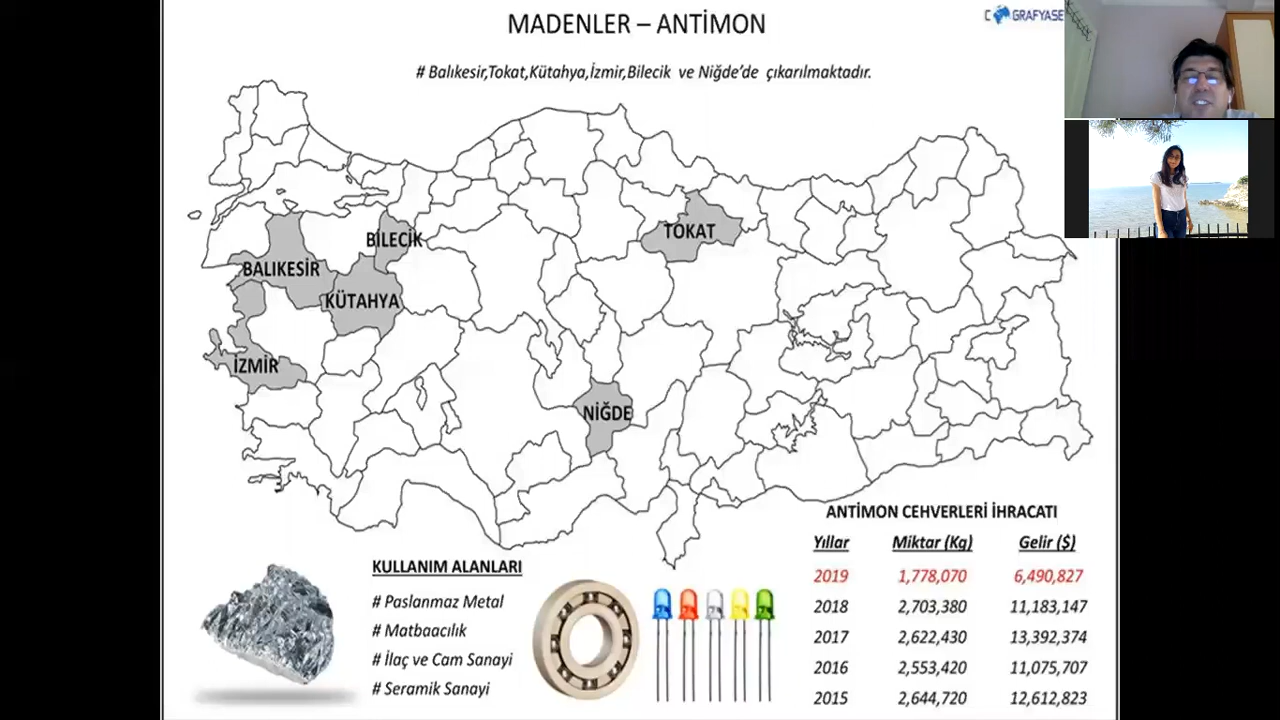 MADENLER – ANTİMON
GRAFYASE
# Balıkesir,Tokat,Kütahya,İzmir,Bilecik ve Niğde’de çıkarılmaktadır.
BİLECİK
TOKAT
BALIKESİR
KÜTAHYA
İZMİR
NİĞDE
ANTİMON CEHVERLERİ İHRACATI
Yıllar Miktar (Kg) Gelir ($)
2019 1,778,070 6,490,827
2018 2,703,380 11,183,147
2017 2,622,430 13,392,374
2016 2,553,420 11,075,707
2015 2,644,720 12,612,823
KULLANIM ALANLARI
# Paslanmaz Metal
# Matbaacılık
# İlaç ve Cam Sanayi
# Seramik Sanayi